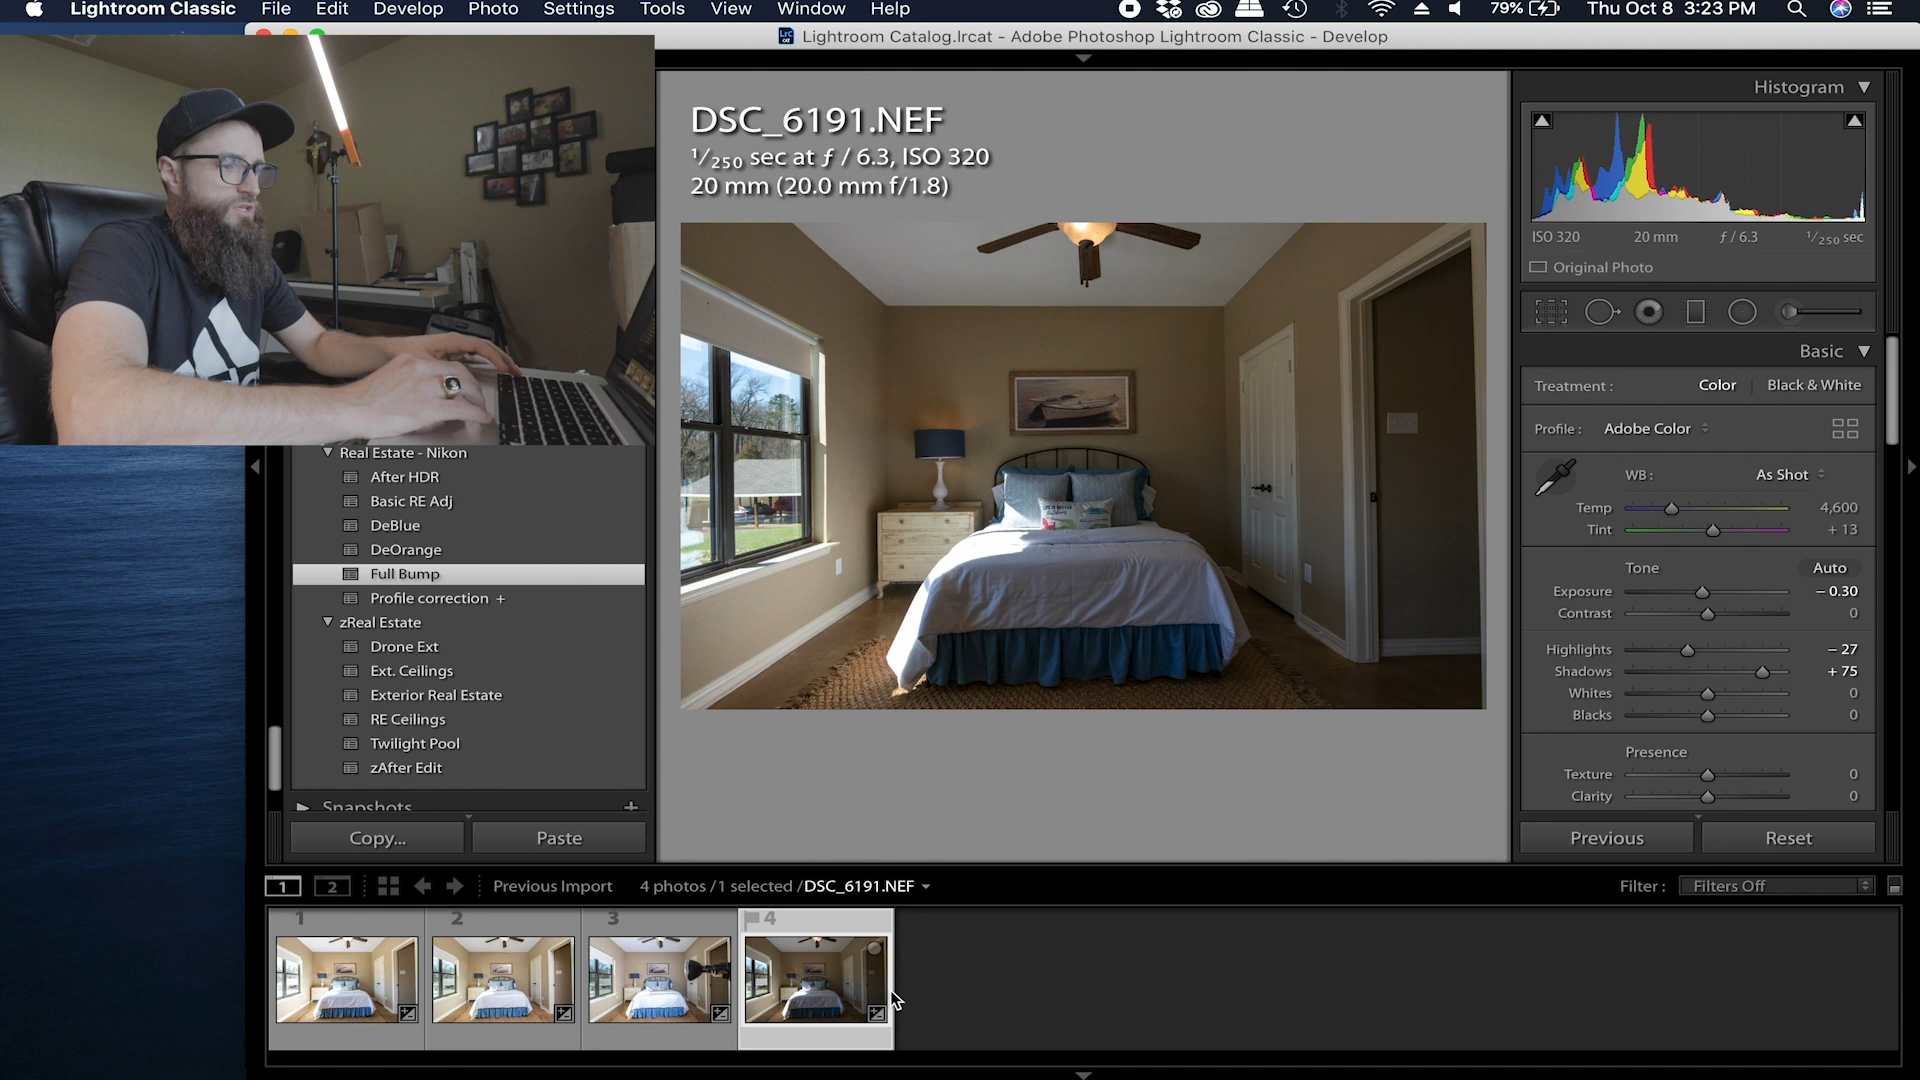 Lightroom Classic File Edit Develop Photo Settings Tools View Window Help 79% Thu Oct 8 3:23 PM
Lightroom Catalog.lrcat - Adobe Photoshop Lightroom Classic - Develop
DSC_6191.NEF
1/250 sec at ƒ / 6.3, ISO 320
20 mm (20.0 mm f/1.8)
Histogram
ISO 320 20 mm ƒ / 6.3 1/250 sec
Original Photo
Basic
Treatment : Color Black & White
Profile : Adobe Color
WB : As Shot
Temp 4,600
Tint + 13
Tone Auto
Exposure – 0.30
Contrast 0
Highlights – 27
Shadows + 75
Whites 0
Blacks 0
Presence
Texture 0
Clarity 0
Previous Reset
Real Estate - Nikon
After HDR
Basic RE Adj
DeBlue
DeOrange
Full Bump
Profile correction +
zReal Estate
Drone Ext
Ext. Ceilings
Exterior Real Estate
RE Ceilings
Twilight Pool
zAfter Edit
Snapshots +
Copy... Paste
1 2 Previous Import 4 photos / 1 selected / DSC_6191.NEF Filter : Filters Off
1 2 3 4